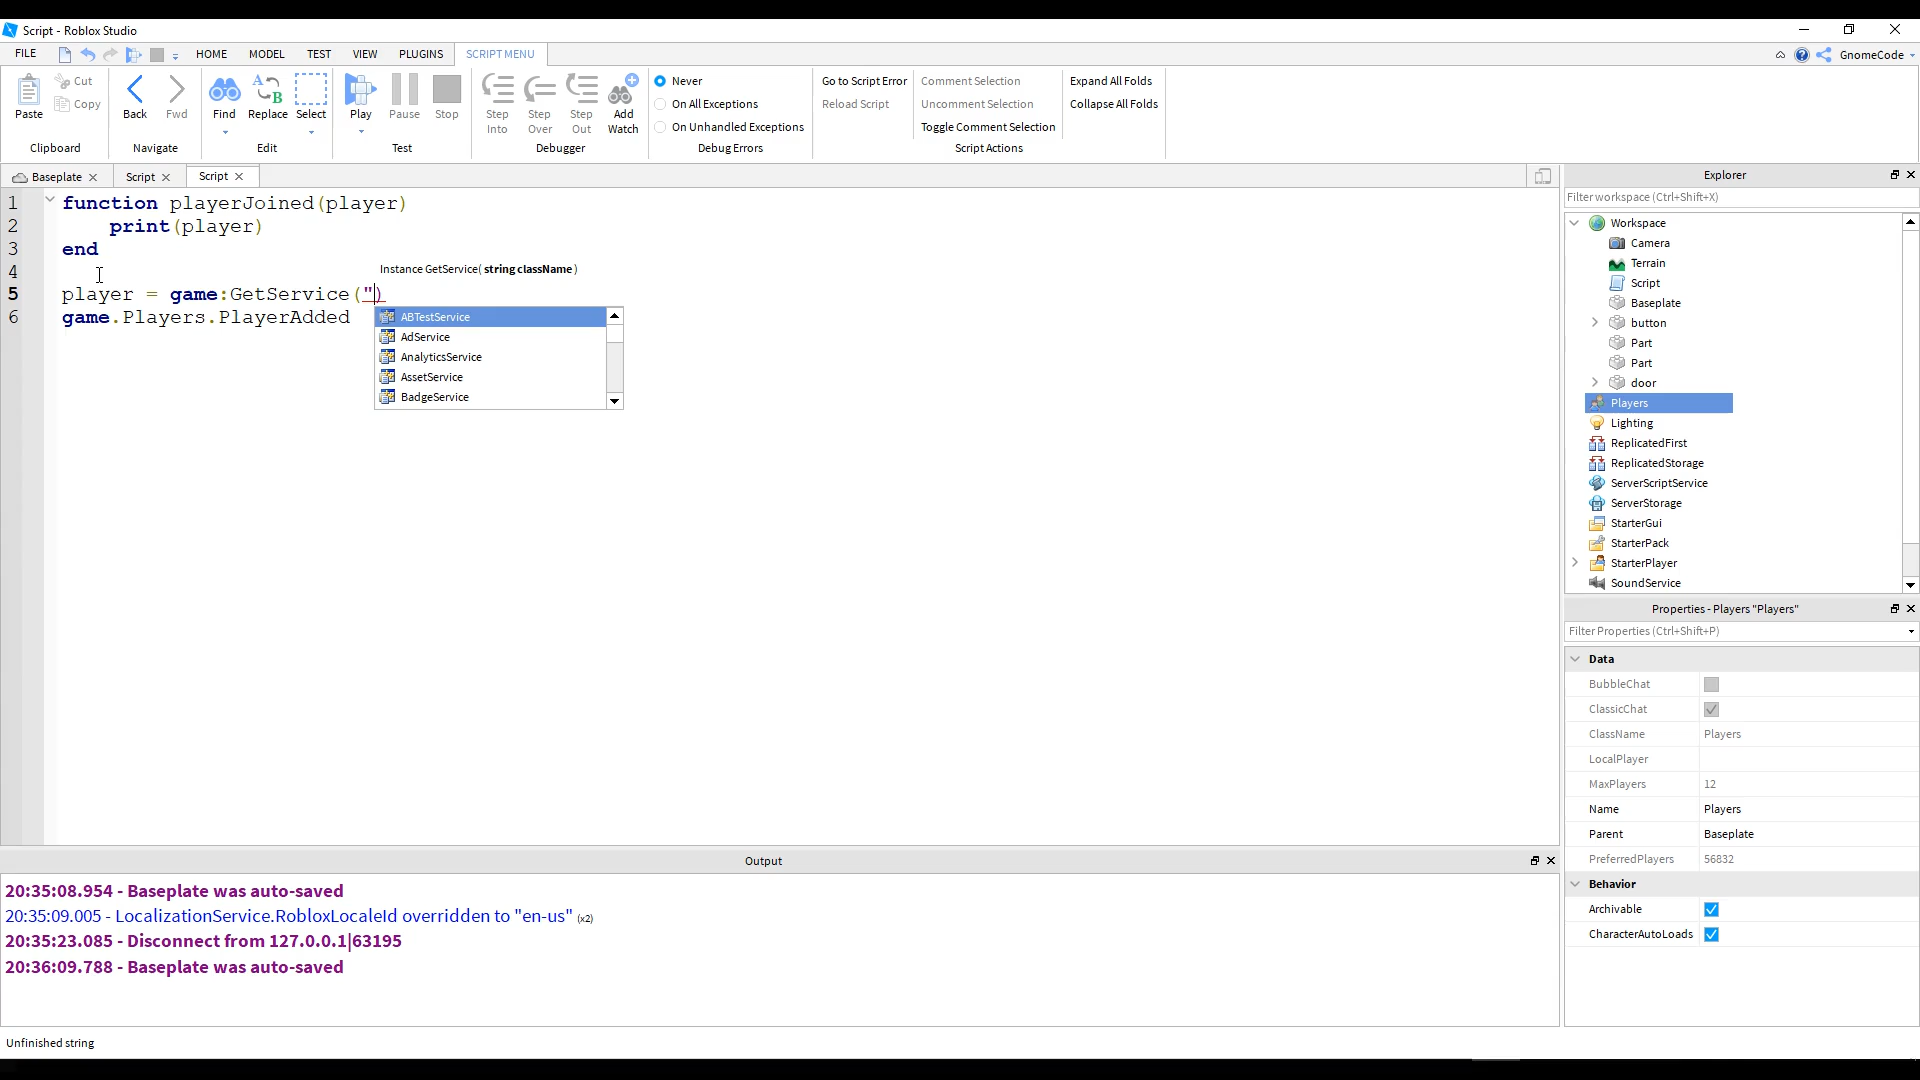 Script - Roblox Studio
FILE HOME MODEL TEST VIEW PLUGINS SCRIPT MENU GnomeCode
Paste Cut Copy
Clipboard
Back Fwd
Navigate
Find Replace Select
Edit
Play Pause Stop
Test
Step Into Step Over Step Out Add Watch
Debugger
Never
On All Exceptions
On Unhandled Exceptions
Debug Errors
Go to Script Error
Reload Script
Comment Selection
Uncomment Selection
Toggle Comment Selection
Script Actions
Expand All Folds
Collapse All Folds
Baseplate Script Script
1 function playerJoined(player)
2 print(player)
3 end
4
5 player = game:GetService(")
6 game.Players.PlayerAdded
Instance GetService( string className )
ABTestService
AdService
AnalyticsService
AssetService
BadgeService
Explorer
Filter workspace (Ctrl+Shift+X)
Workspace
Camera
Terrain
Script
Baseplate
button
Part
Part
door
Players
Lighting
ReplicatedFirst
ReplicatedStorage
ServerScriptService
ServerStorage
StarterGui
StarterPack
StarterPlayer
SoundService
Properties - Players "Players"
Filter Properties (Ctrl+Shift+P)
Data
BubbleChat
ClassicChat
ClassName Players
LocalPlayer
MaxPlayers 12
Name Players
Parent Baseplate
PreferredPlayers 56832
Behavior
Archivable
CharacterAutoLoads
Output
20:35:08.954 - Baseplate was auto-saved
20:35:09.005 - LocalizationService.RobloxLocaleId overridden to "en-us" (x2)
20:35:23.085 - Disconnect from 127.0.0.1|63195
20:36:09.788 - Baseplate was auto-saved
Unfinished string